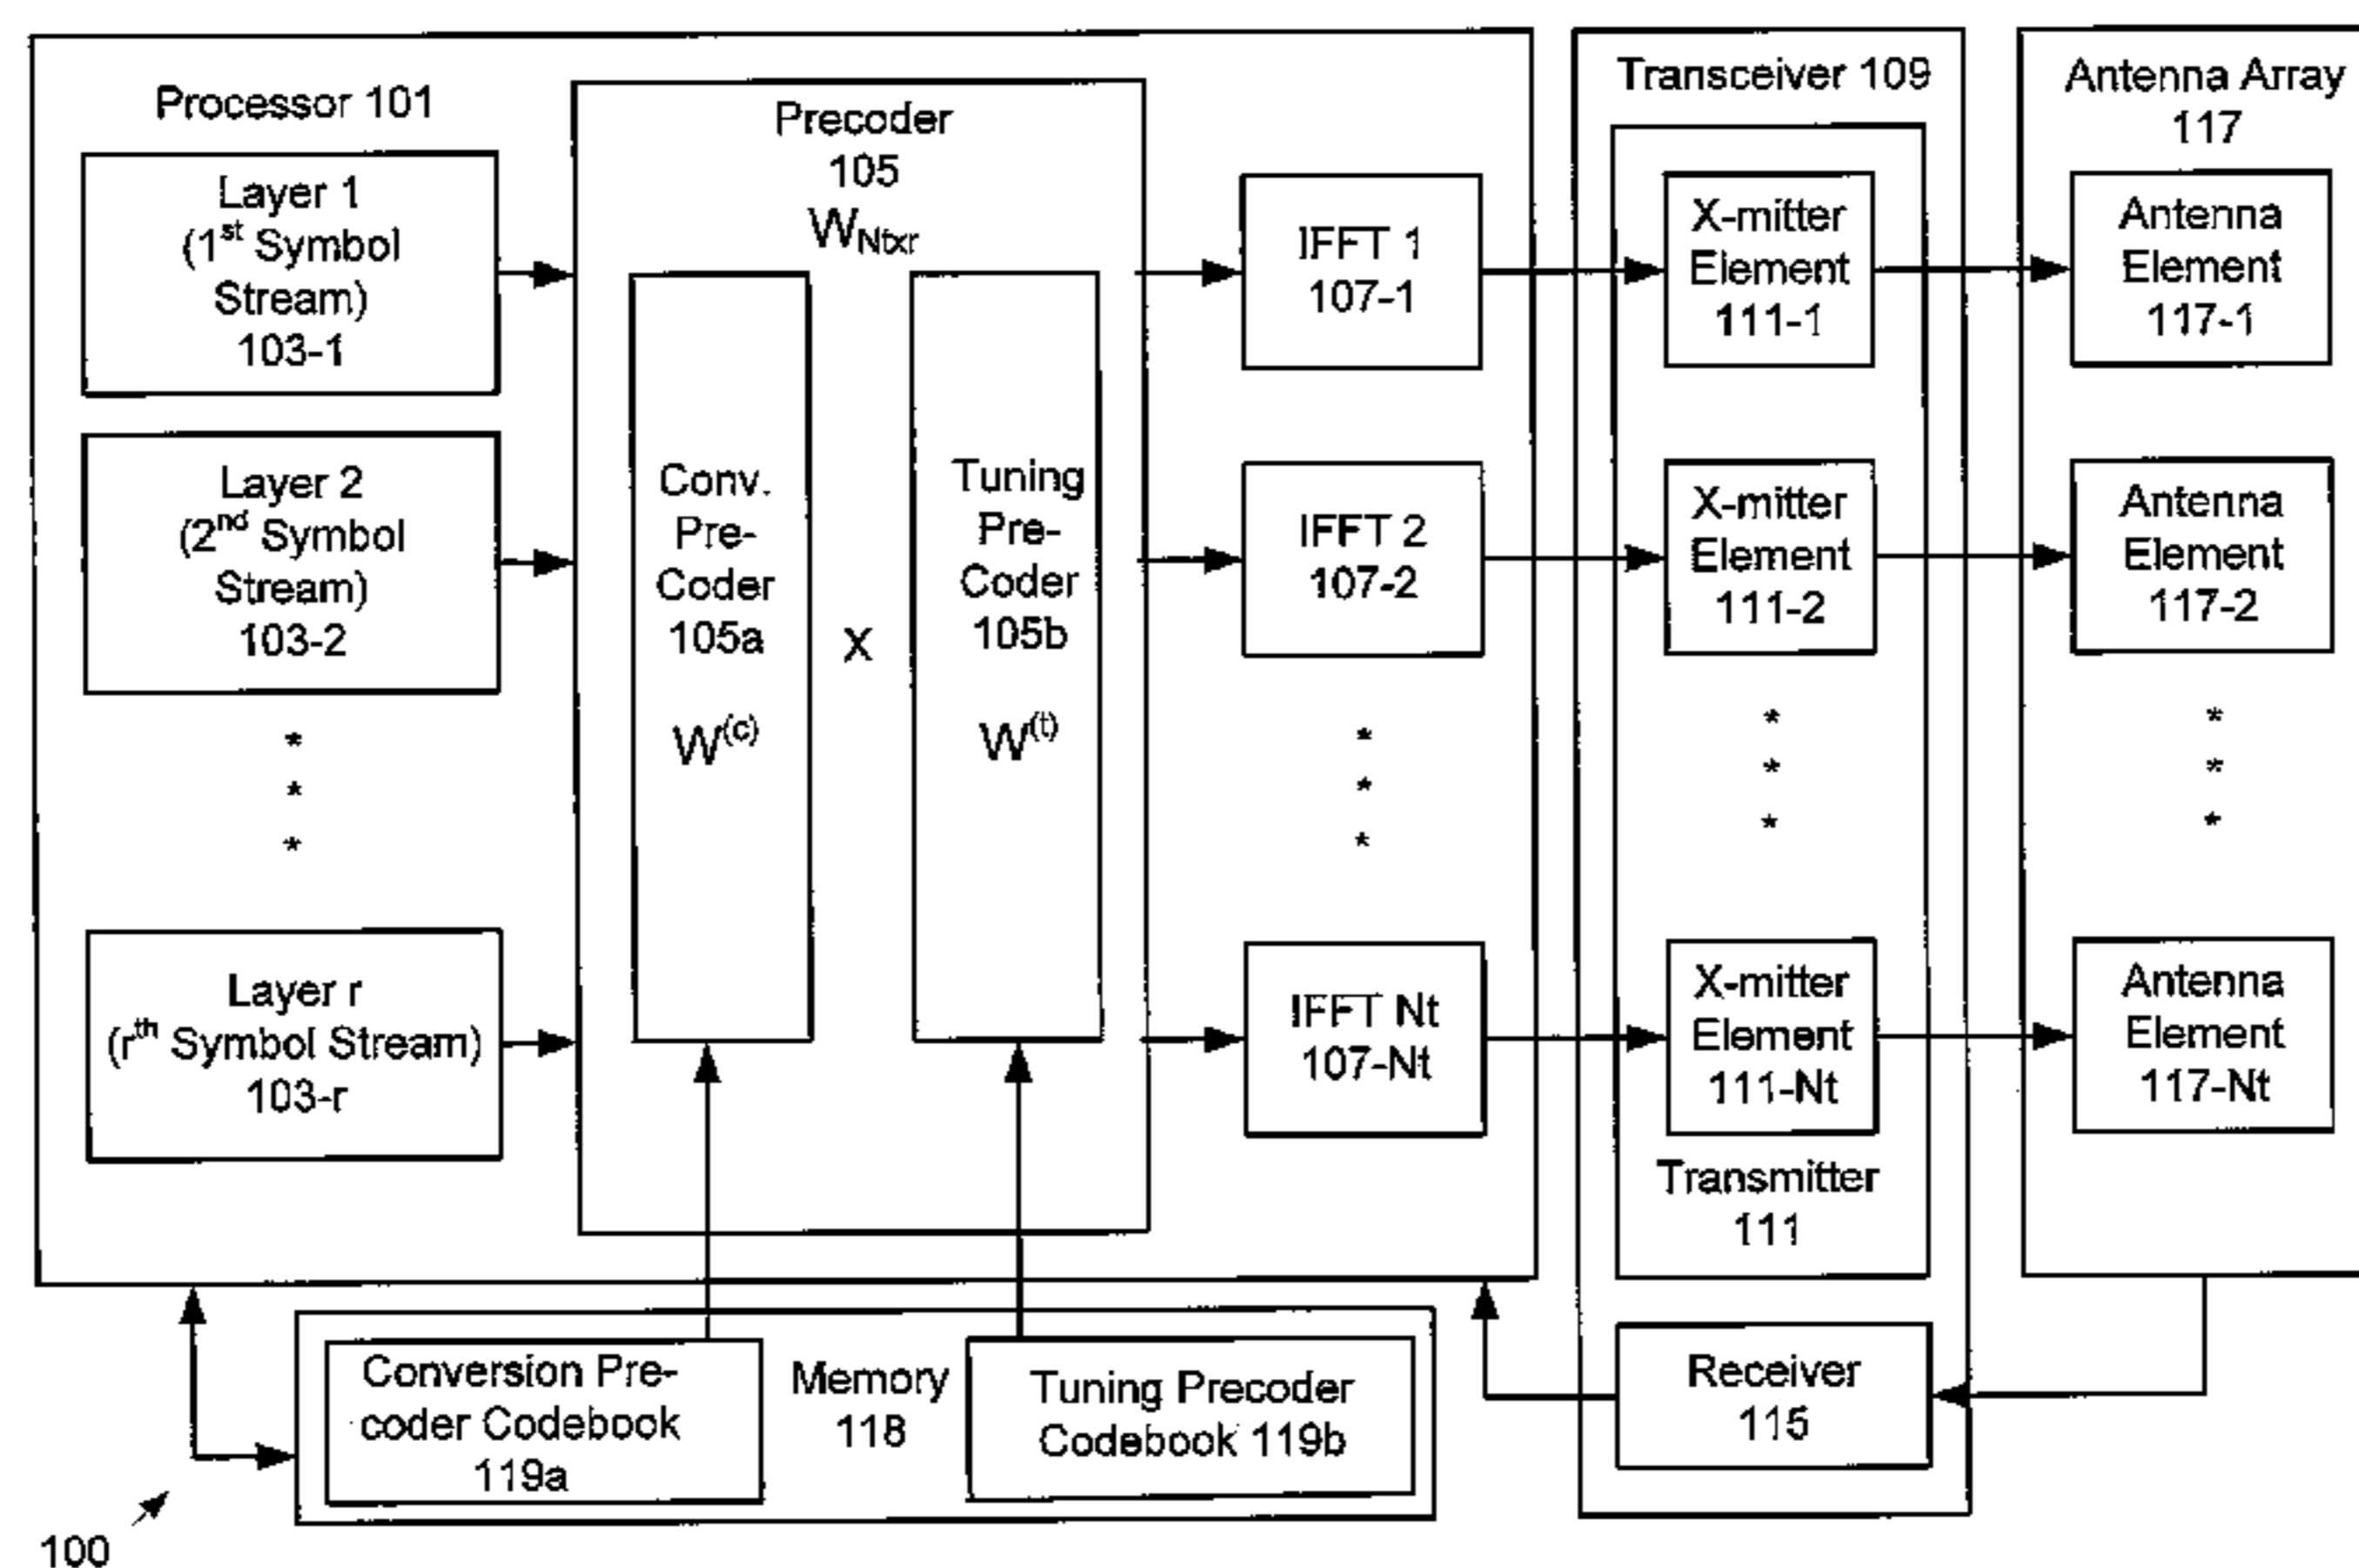 Processor 101
Layer 1
(1st Symbol
Stream)
103-1
Layer 2
(2nd Symbol
Stream)
103-2
*
*
*
Layer r
(rth Symbol Stream)
103-r
Precoder
105
WNtxr
Conv.
Pre-
Coder
105a
W(c)
X
Tuning
Pre-
Coder
105b
W(t)
IFFT 1
107-1
IFFT 2
107-2
*
*
*
IFFT Nt
107-Nt
Transceiver 109
X-mitter
Element
111-1
X-mitter
Element
111-2
*
*
*
X-mitter
Element
111-Nt
Transmitter
111
Receiver
115
Antenna Array
117
Antenna
Element
117-1
Antenna
Element
117-2
*
*
*
Antenna
Element
117-Nt
Conversion Pre-
coder Codebook
119a
Memory
118
Tuning Precoder
Codebook 119b
100